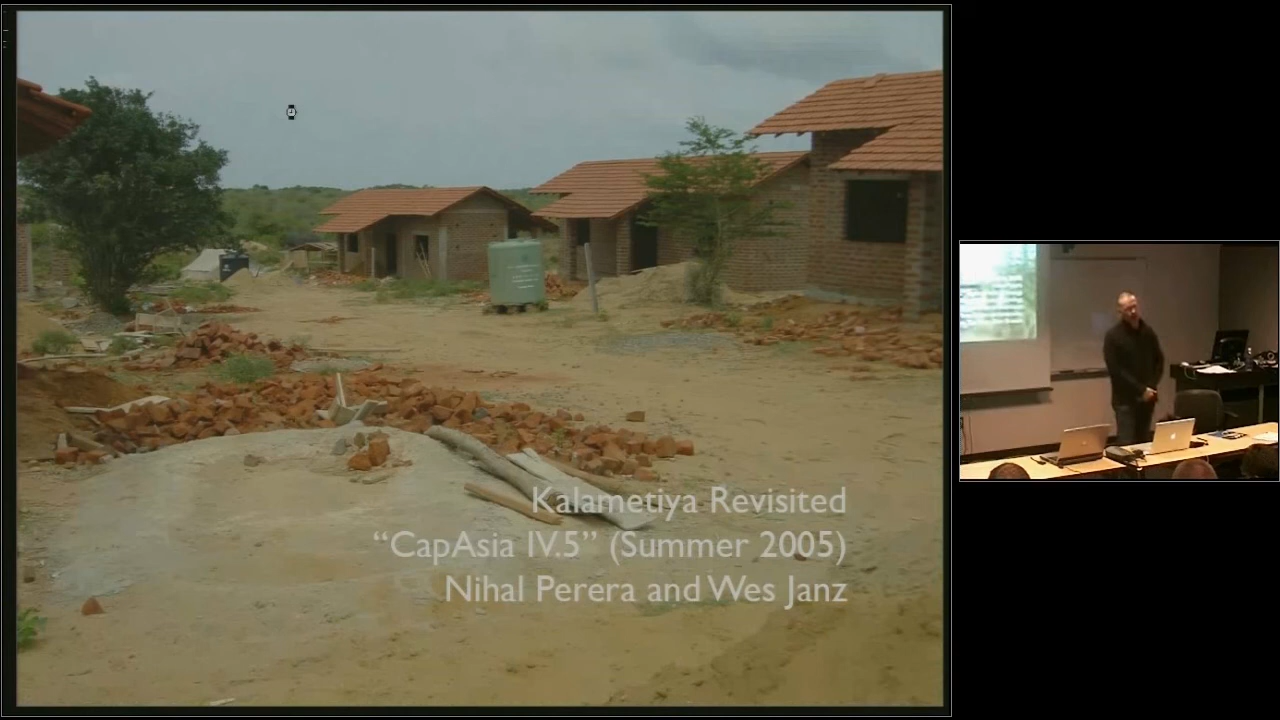 Kalametiya Revisited
“CapAsia IV.5” (Summer 2005)
Nihal Perera and Wes Janz